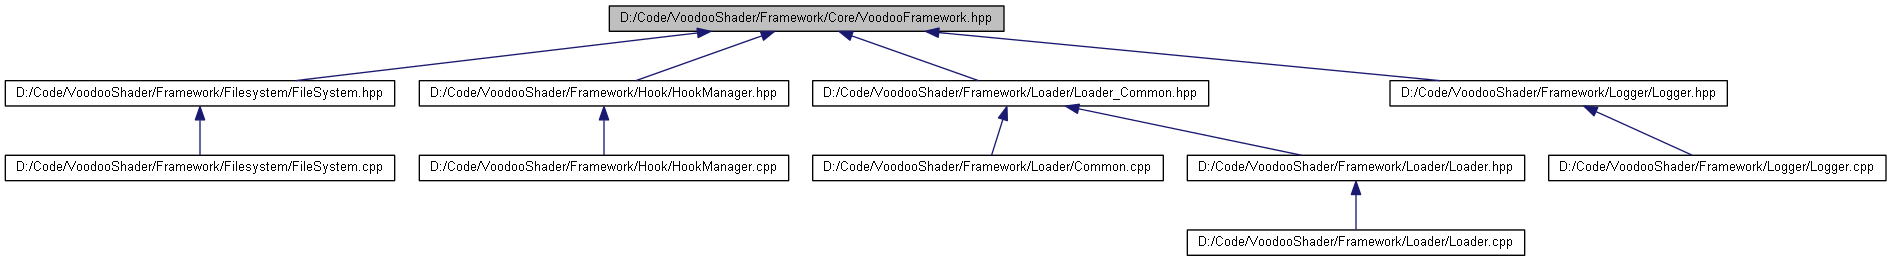 D:/Code/VoodooShader/Framework/Core/VoodooFramework.hpp
D:/Code/VoodooShader/Framework/Filesystem/FileSystem.hpp
D:/Code/VoodooShader/Framework/Hook/HookManager.hpp
D:/Code/VoodooShader/Framework/Loader/Loader_Common.hpp
D:/Code/VoodooShader/Framework/Logger/Logger.hpp
D:/Code/VoodooShader/Framework/Filesystem/FileSystem.cpp
D:/Code/VoodooShader/Framework/Hook/HookManager.cpp
D:/Code/VoodooShader/Framework/Loader/Common.cpp
D:/Code/VoodooShader/Framework/Loader/Loader.hpp
D:/Code/VoodooShader/Framework/Logger/Logger.cpp
D:/Code/VoodooShader/Framework/Loader/Loader.cpp